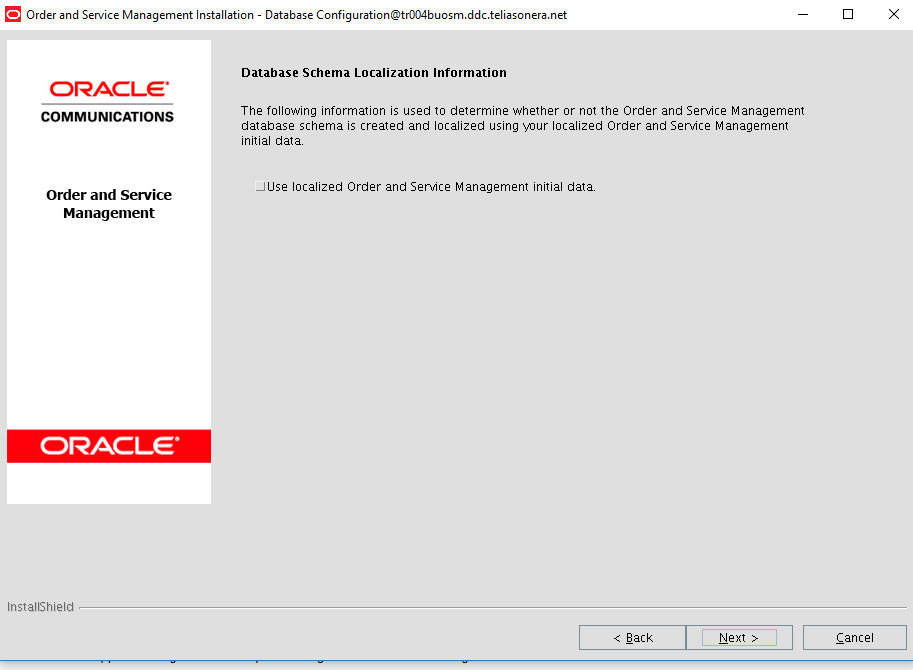 Order and Service Management Installation - Database Configuration@tr004buosm.ddc.teliasonera.net
ORACLE
COMMUNICATIONS
Order and Service
Management
ORACLE
Database Schema Localization Information
The following information is used to determine whether or not the Order and Service Management
database schema is created and localized using your localized Order and Service Management
initial data.
Use localized Order and Service Management initial data.
InstallShield
< Back
Next >
Cancel